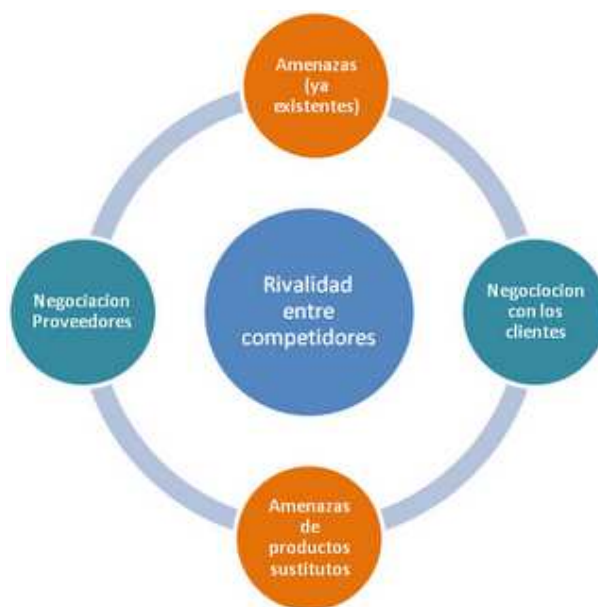 Amenazas
(ya
existentes)
Negociacion
Proveedores
Rivalidad
entre
competidores
Negociocion
con los
clientes
Amenazas
de
productos
sustitutos